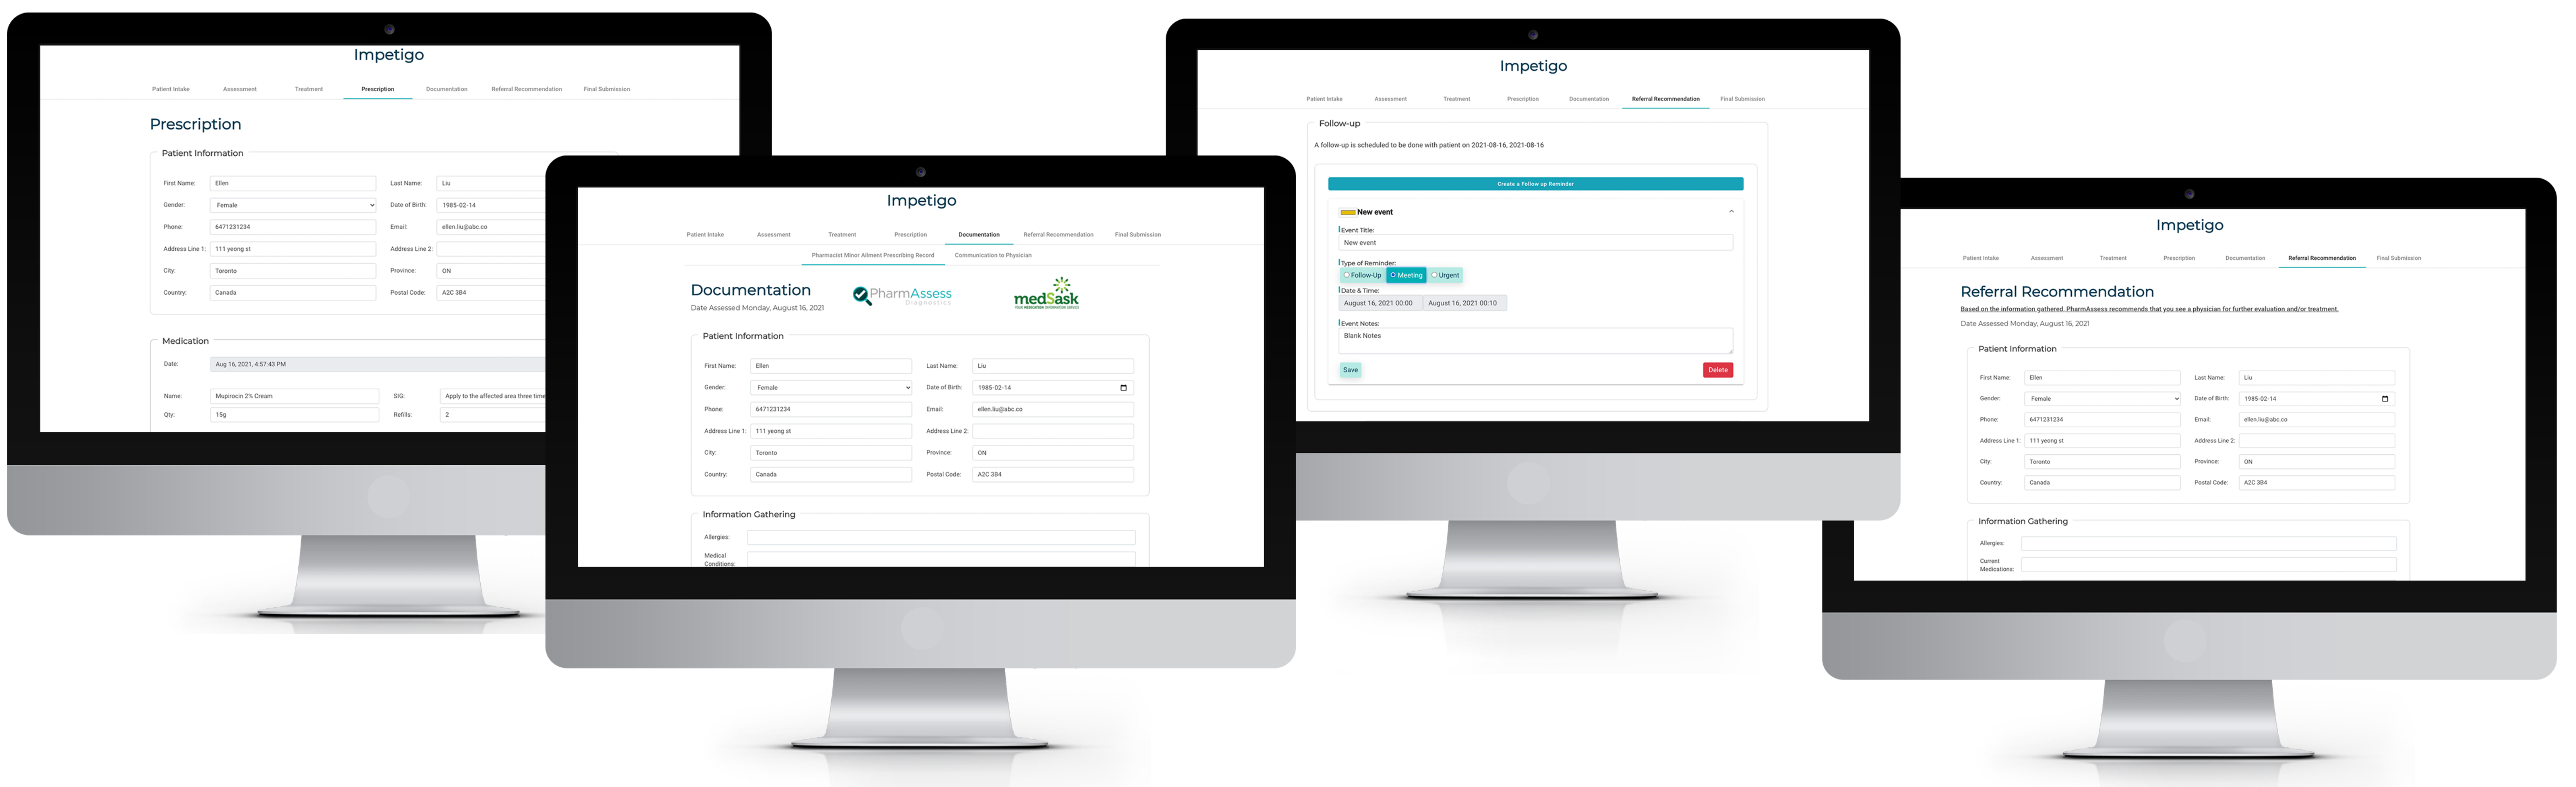 Impetigo
Patient Intake Assessment Treatment Prescription Documentation Referral Recommendation Final Submission
Prescription
Patient Information
First Name: Ellen Last Name: Liu
Gender: Female Date of Birth: 1985-02-14
Phone: 6471231234 Email: ellen.liu@abc.co
Address Line 1: 111 yeong st Address Line 2:
City: Toronto Province: ON
Country: Canada Postal Code: A2C 3B4
Medication
Date: Aug 16, 2021, 4:57:43 PM
Name: Mupirocin 2% Cream SIG: Apply to the affected area three time
Qty: 15g Refills: 2
Impetigo
Patient Intake Assessment Treatment Prescription Documentation Referral Recommendation Final Submission
Pharmacist Minor Ailment Prescribing Record Communication to Physician
Documentation
Date Assessed Monday, August 16, 2021
PharmAssess
Diagnostics
medSask
YOUR MEDICATION INFORMATION SERVICE
Patient Information
First Name: Ellen Last Name: Liu
Gender: Female Date of Birth: 1985-02-14
Phone: 6471231234 Email: ellen.liu@abc.co
Address Line 1: 111 yeong st Address Line 2:
City: Toronto Province: ON
Country: Canada Postal Code: A2C 3B4
Information Gathering
Allergies:
Medical
Conditions:
Impetigo
Patient Intake Assessment Treatment Prescription Documentation Referral Recommendation Final Submission
Follow-up
A follow-up is scheduled to be done with patient on 2021-08-16, 2021-08-16
Create a Follow up Reminder
New event
Event Title:
New event
Type of Reminder:
Follow-Up Meeting Urgent
Date & Time:
August 16, 2021 00:00 August 16, 2021 00:10
Event Notes:
Blank Notes
Save Delete
Impetigo
Patient Intake Assessment Treatment Prescription Documentation Referral Recommendation Final Submission
Referral Recommendation
Based on the information gathered, PharmAssess recommends that you see a physician for further evaluation and/or treatment.
Date Assessed Monday, August 16, 2021
Patient Information
First Name: Ellen Last Name: Liu
Gender: Female Date of Birth: 1985-02-14
Phone: 6471231234 Email: ellen.liu@abc.co
Address Line 1: 111 yeong st Address Line 2:
City: Toronto Province: ON
Country: Canada Postal Code: A2C 3B4
Information Gathering
Allergies:
Current
Medications: